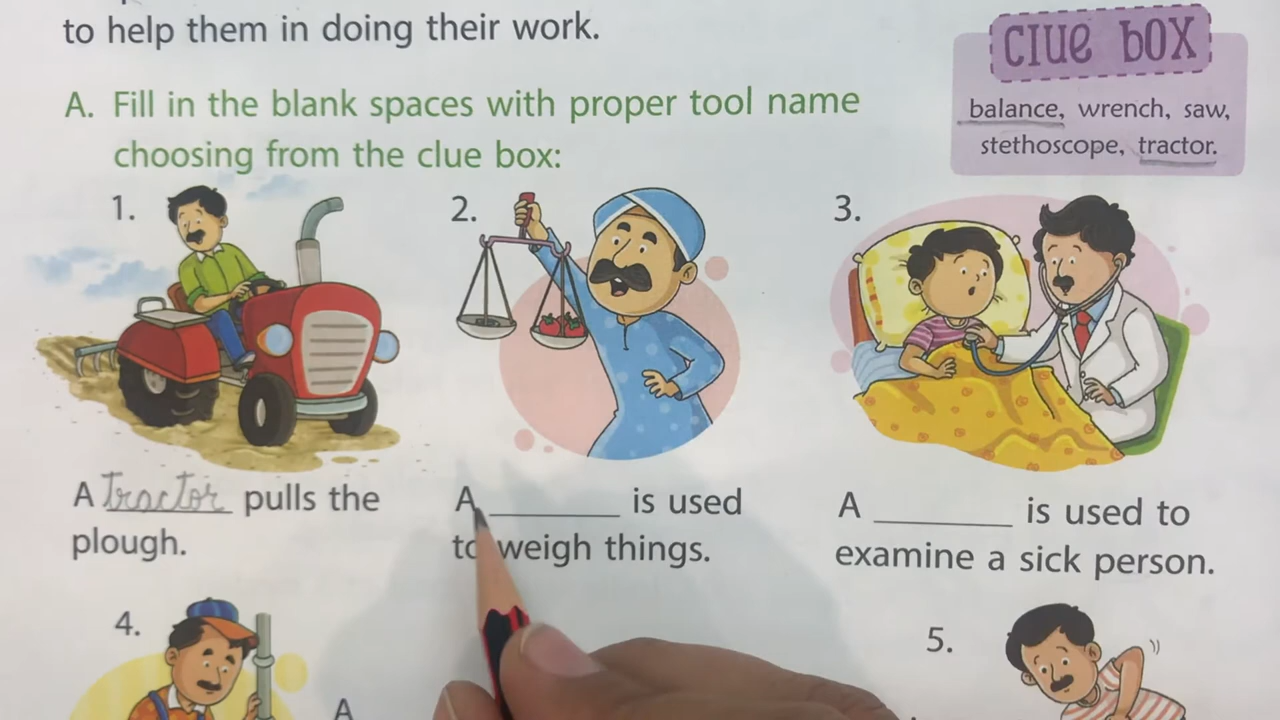 to help them in doing their work.
CLUE BOX
balance, wrench, saw,
stethoscope, tractor.
A. Fill in the blank spaces with proper tool name
choosing from the clue box:
1.
2.
3.
A Tractor pulls the
plough.
A ________ is used
to weigh things.
A ________ is used to
examine a sick person.
4.
5.
A